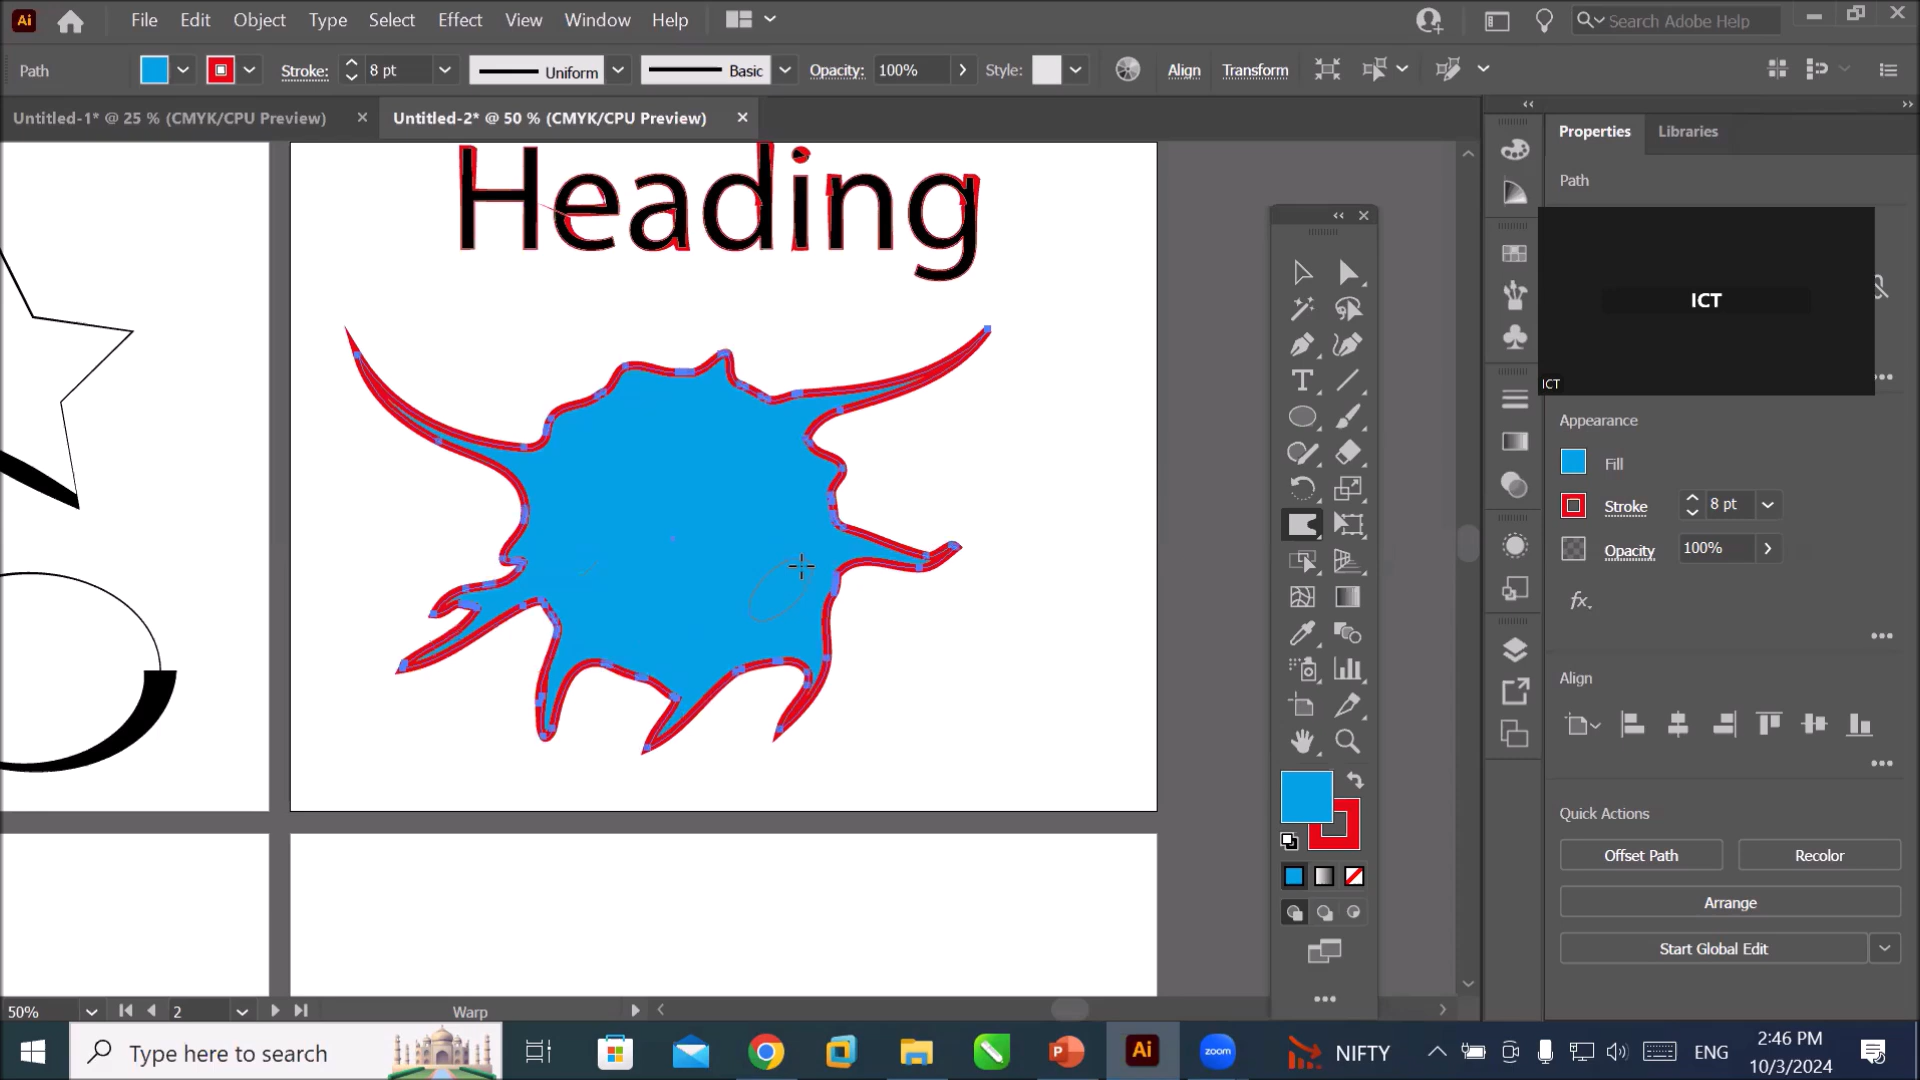 Ai File Edit Object Type Select Effect View Window Help Search Adobe Help
Path Stroke: 8 pt Uniform Basic Opacity: 100% Style: Align Transform
Untitled-1* @ 25 % (CMYK/CPU Preview) Untitled-2* @ 50 % (CMYK/CPU Preview)
Properties Libraries
Path
Heading
ICT
ICT
Appearance
Fill
Stroke 8 pt
Opacity 100%
fx.
Align
Quick Actions
Offset Path Recolor
Arrange
Start Global Edit
50% 2 Warp
Type here to search Ai zoom NIFTY ENG 2:46 PM
10/3/2024